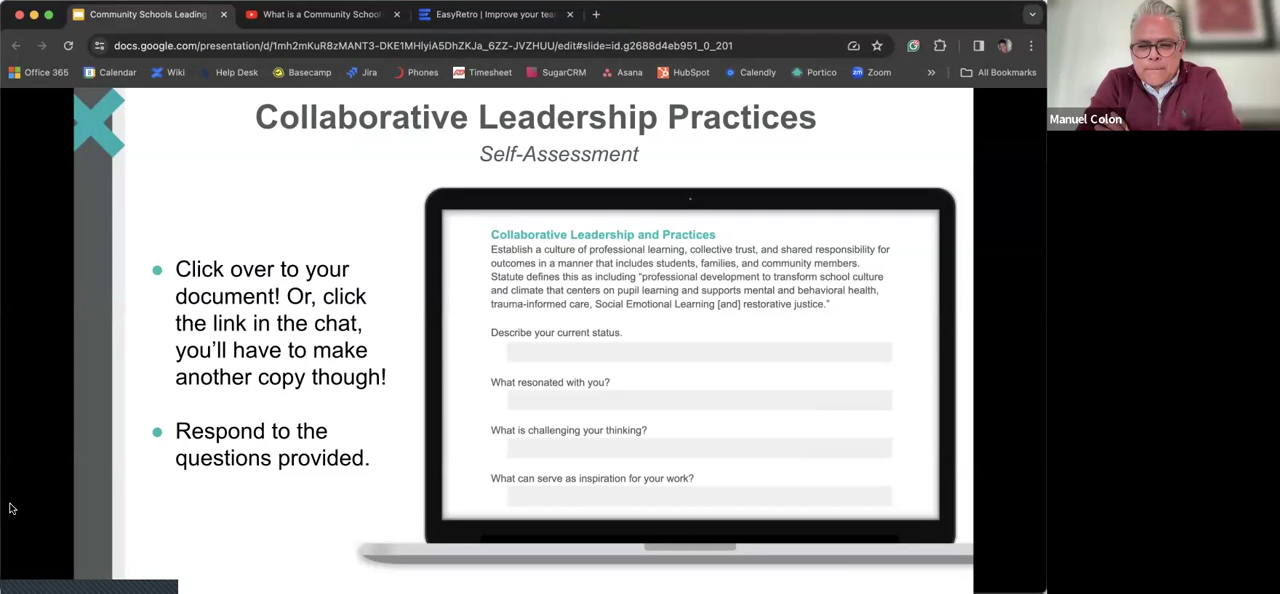 Community Schools Leading
What is a Community School
EasyRetro | Improve your tea
docs.google.com/presentation/d/1mh2mKuR8zMANT3-DKE1MHlyiA5DhZKJa_6ZZ-JVZHUU/edit#slide=id.g2688d4eb951_0_201
Office 365
Calendar
Wiki
Help Desk
Basecamp
Jira
Phones
Timesheet
SugarCRM
Asana
HubSpot
Calendly
Portico
zm Zoom
»
All Bookmarks
Manuel Colon
Collaborative Leadership Practices
Self-Assessment
Click over to your
document! Or, click
the link in the chat,
you'll have to make
another copy though!
Respond to the
questions provided.
Collaborative Leadership and Practices
Establish a culture of professional learning, collective trust, and shared responsibility for
outcomes in a manner that includes students, families, and community members.
Statute defines this as including “professional development to transform school culture
and climate that centers on pupil learning and supports mental and behavioral health,
trauma-informed care, Social Emotional Learning [and] restorative justice.”
Describe your current status.
What resonated with you?
What is challenging your thinking?
What can serve as inspiration for your work?